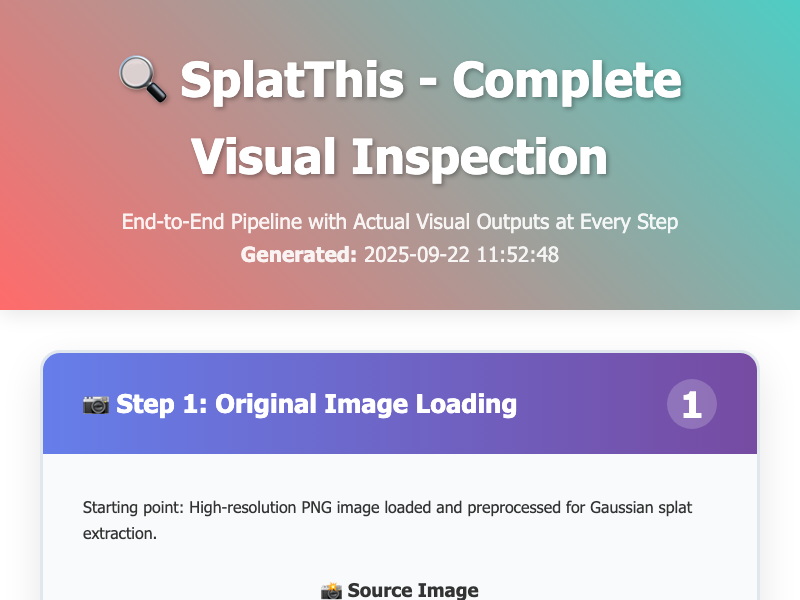 🔍 SplatThis - Complete
Visual Inspection
End-to-End Pipeline with Actual Visual Outputs at Every Step
Generated: 2025-09-22 11:52:48
📷 Step 1: Original Image Loading
1
Starting point: High-resolution PNG image loaded and preprocessed for Gaussian splat
extraction.
📸 Source Image